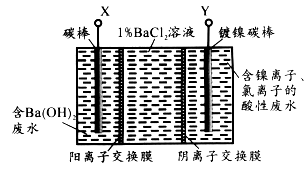 X Y
碳棒 1%BaCl₂溶液 镀镍碳棒
含Ba(OH)₂
废水
含镍离子、
氯离子的
酸性废水
阳离子交换膜 阴离子交换膜